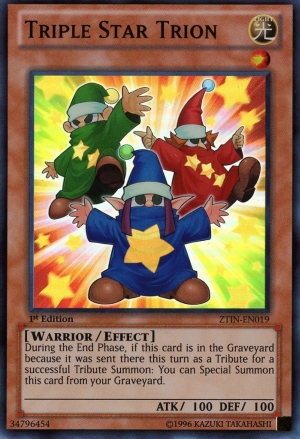 TRIPLE STAR TRION
LIGHT
光
1st Edition
ZTIN-EN019
[WARRIOR / EFFECT]
During the End Phase, if this card is in the Graveyard
because it was sent there this turn as a Tribute for a
successful Tribute Summon: You can Special Summon
this card from your Graveyard.
ATK/ 100 DEF/ 100
34796454
©1996 KAZUKI TAKAHASHI